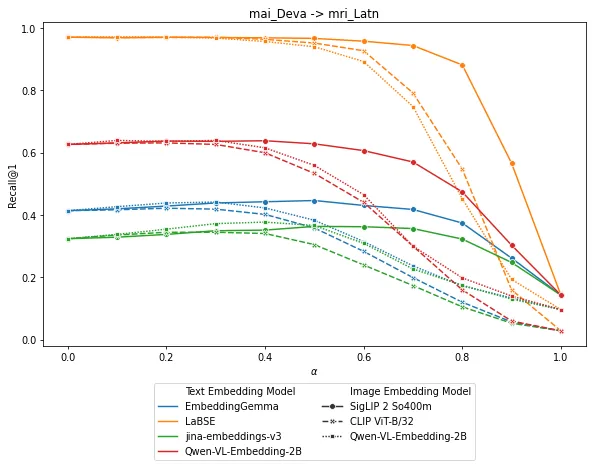 mai_Deva -> mri_Latn
1.0
0.8
0.6
0.4
0.2
0.0
Recall@1
0.0 0.2 0.4 0.6 0.8 1.0
α
Text Embedding Model
EmbeddingGemma
LaBSE
jina-embeddings-v3
Qwen-VL-Embedding-2B
Image Embedding Model
SigLIP 2 So400m
CLIP ViT-B/32
Qwen-VL-Embedding-2B